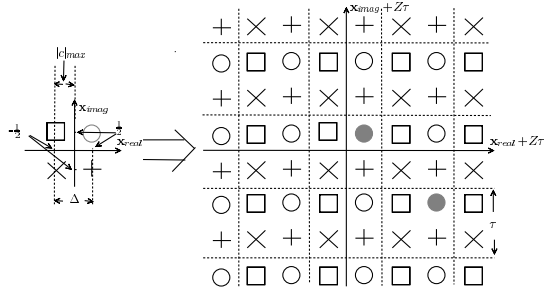 |c|max
x_imag
-1/2
1/2
x_real
Δ
x_imag+Zτ
x_real+Zτ
τ